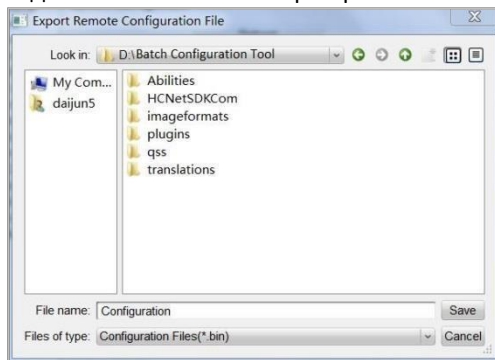 Export Remote Configuration File
Look in: D:\Batch Configuration Tool
My Com...
daijun5
Abilities
HCNetSDKCom
imageformats
plugins
qss
translations
File name: Configuration Save
Files of type: Configuration Files(*.bin) Cancel